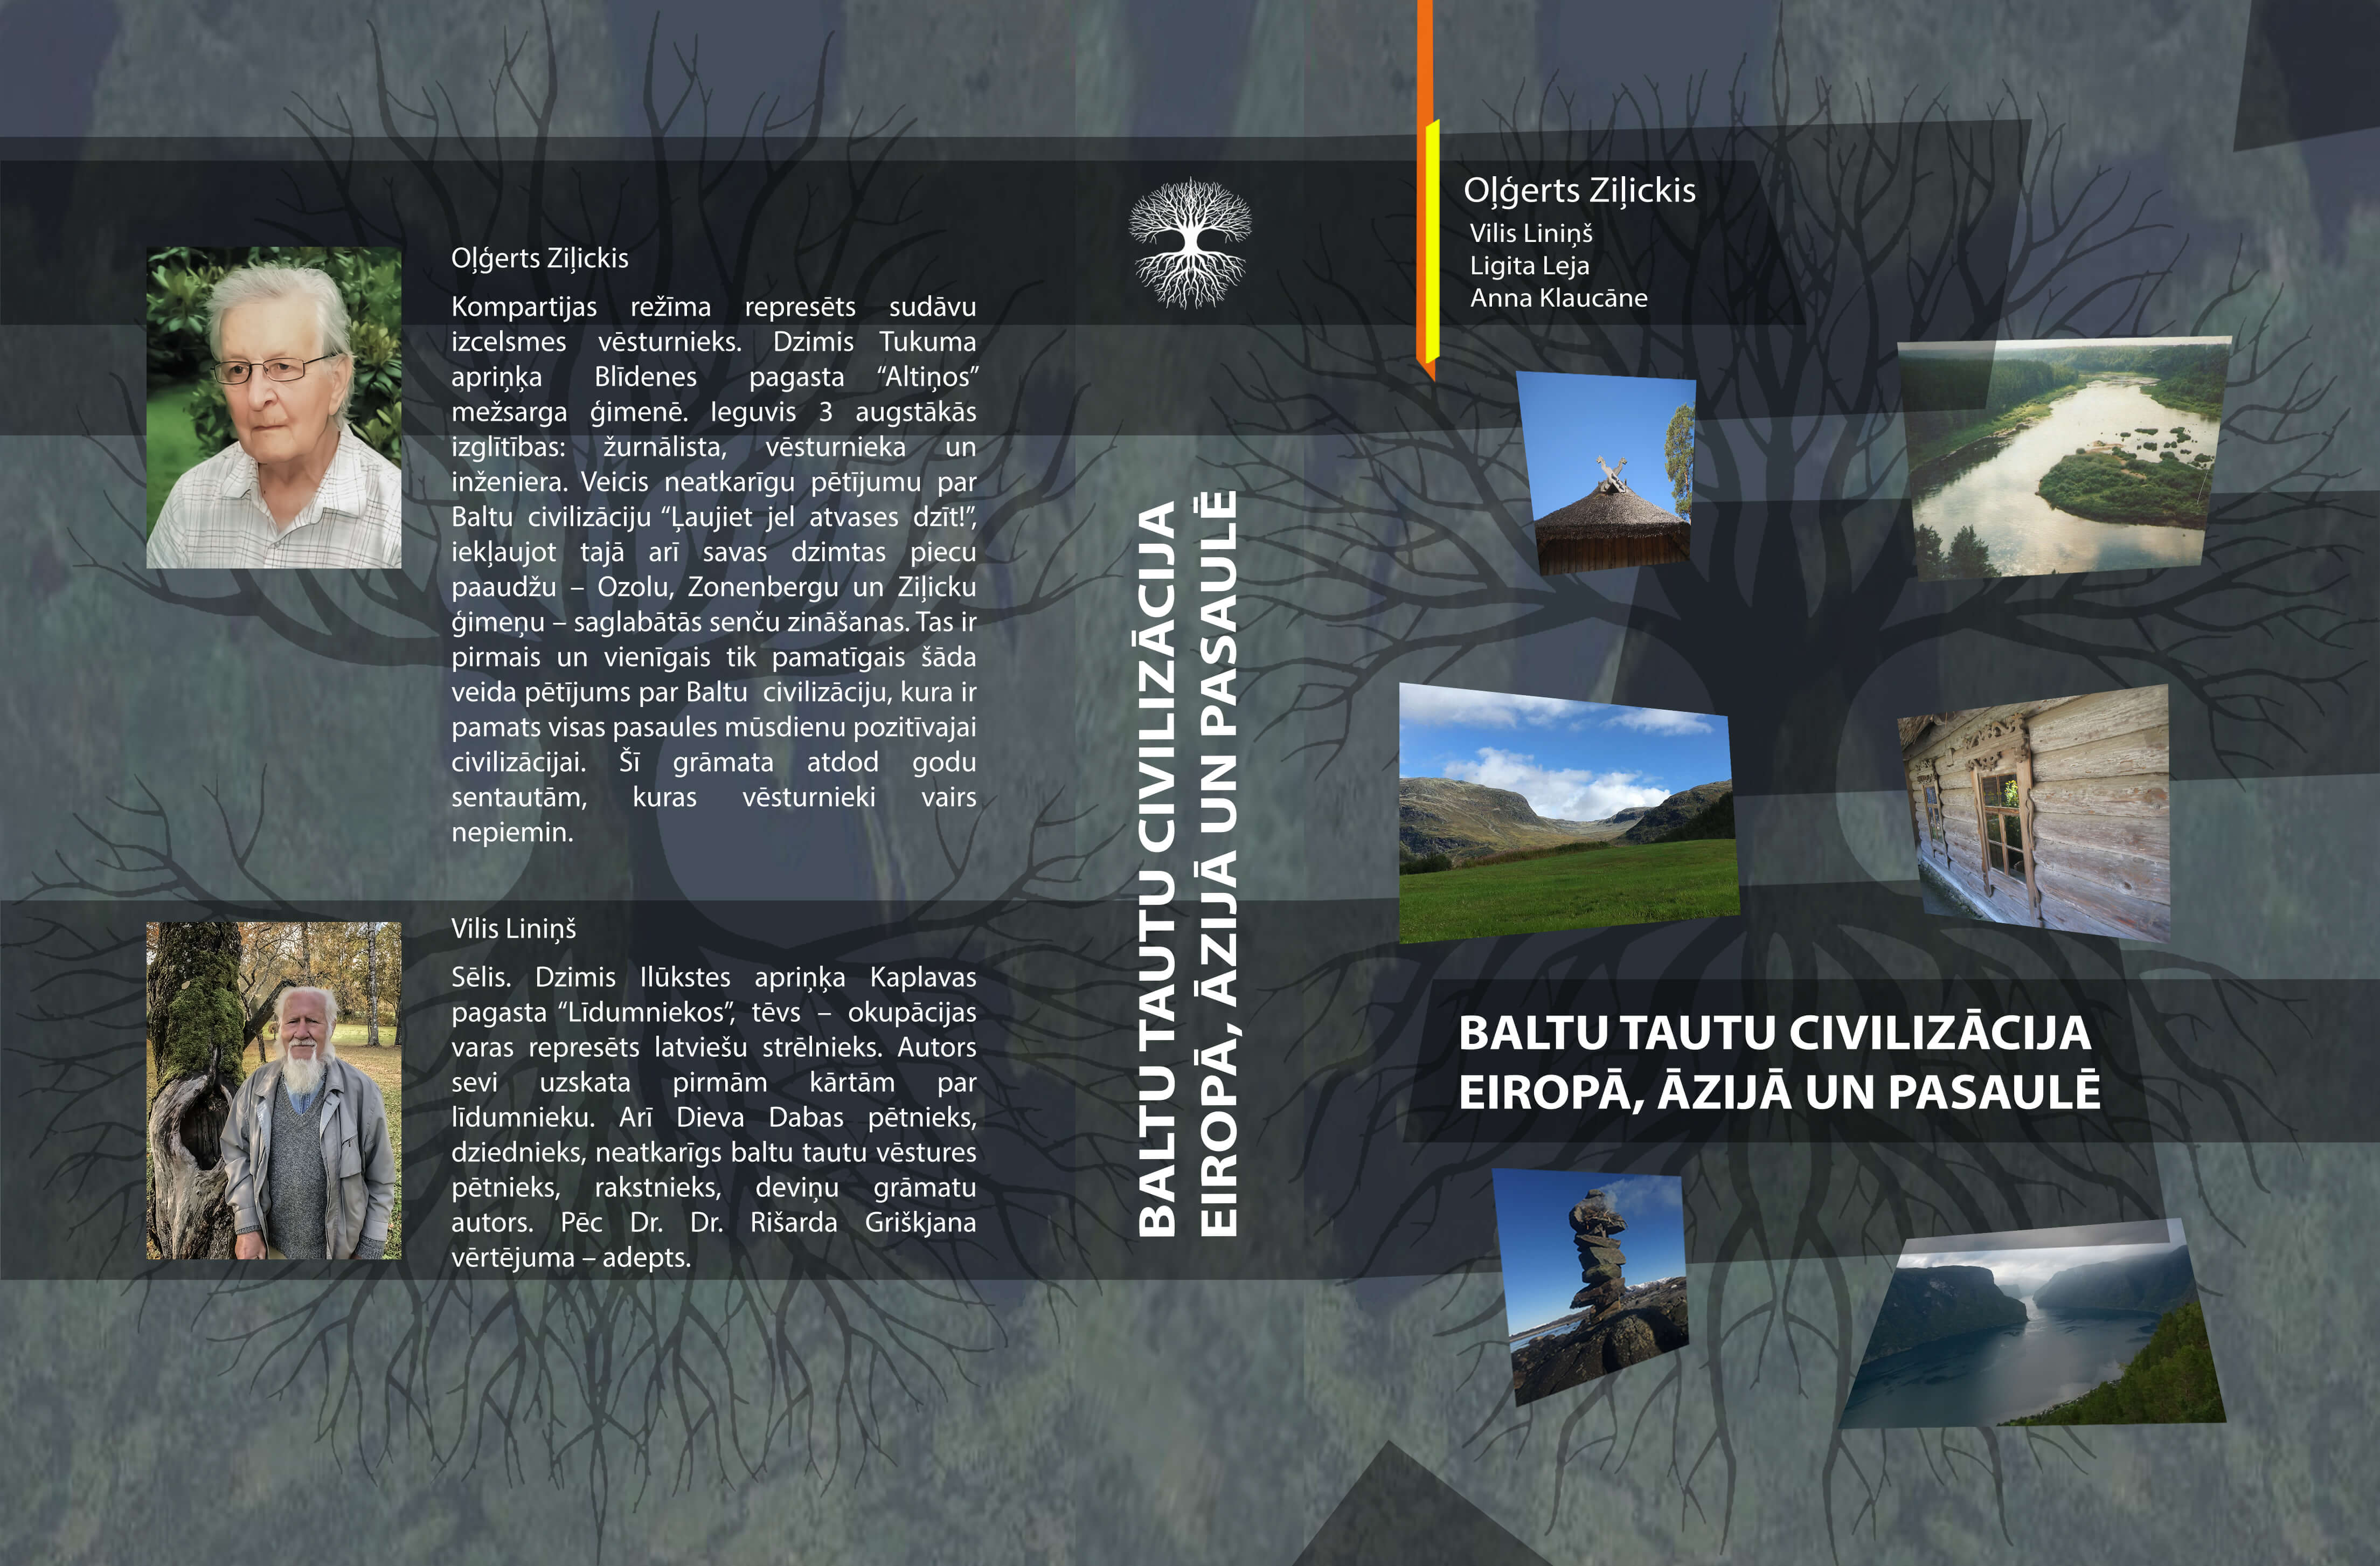 Oļģerts Ziļickis
Kompartijas režīma represēts sudāvu
izcelsmes vēsturnieks. Dzimis Tukuma
apriņķa Blīdenes pagasta “Altiņos”
mežsarga ģimenē. Ieguvis 3 augstākās
izglītības: žurnālista, vēsturnieka un
inženiera. Veicis neatkarīgu pētījumu par
Baltu civilizāciju “Ļaujiet jel atvases dzīt!”,
iekļaujot tajā arī savas dzimtas piecu
paaudžu – Ozolu, Zonenbergu un Ziļicku
ģimeņu – saglabātās senču zināšanas. Tas ir
pirmais un vienīgais tik pamatīgais šāda
veida pētījums par Baltu civilizāciju, kura ir
pamats visas pasaules mūsdienu pozitīvajai
civilizācijai. Šī grāmata atdod godu
sentautām, kuras vēsturnieki vairs
nepiemin.
Vilis Liniņš
Sēlis. Dzimis Ilūkstes apriņķa Kaplavas
pagasta “Līdumniekos”, tēvs – okupācijas
varas represēts latviešu strēlnieks. Autors
sevi uzskata pirmām kārtām par
līdumnieku. Arī Dieva Dabas pētnieks,
dziednieks, neatkarīgs baltu tautu vēstures
pētnieks, rakstnieks, deviņu grāmatu
autors. Pēc Dr. Dr. Rišarda Griškjana
vērtējuma – adepts.
BALTU TAUTU CIVILIZĀCIJA
EIROPĀ, ĀZIJĀ UN PASAULĒ
Oļģerts Ziļickis
Vilis Liniņš
Ligita Leja
Anna Klaucāne
BALTU TAUTU CIVILIZĀCIJA
EIROPĀ, ĀZIJĀ UN PASAULĒ